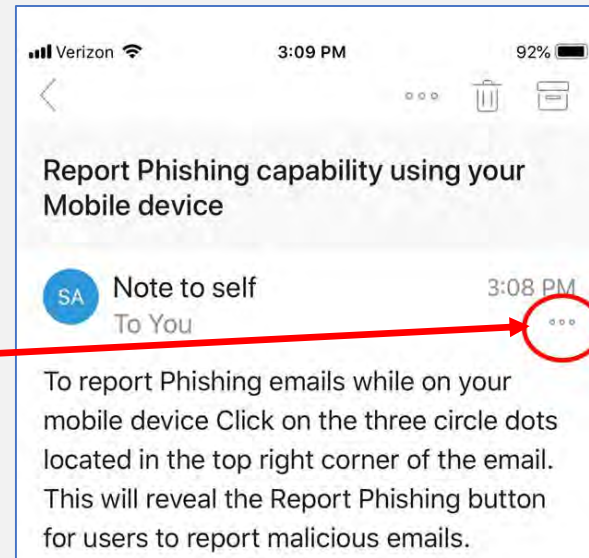 Verizon 3:09 PM 92%
Report Phishing capability using your
Mobile device
SA Note to self 3:08 PM
To You
To report Phishing emails while on your
mobile device Click on the three circle dots
located in the top right corner of the email.
This will reveal the Report Phishing button
for users to report malicious emails.